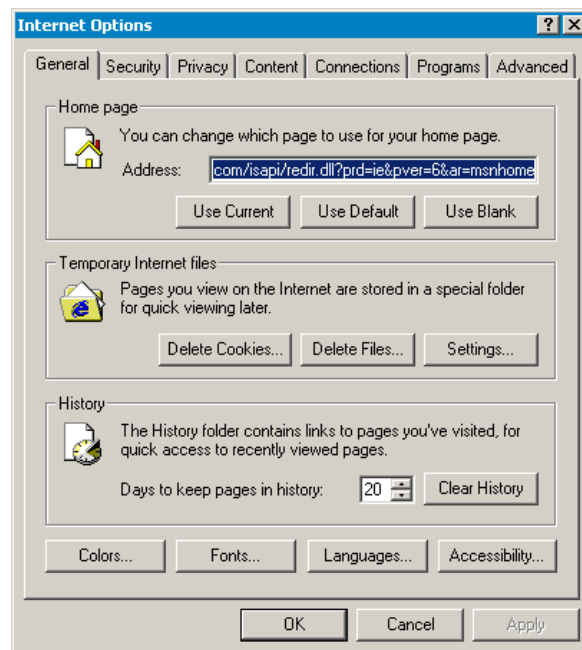 Internet Options
General Security Privacy Content Connections Programs Advanced
Home page
You can change which page to use for your home page.
Address: com/isapi/redir.dll?prd=ie&pver=6&ar=msnhome
Use Current Use Default Use Blank
Temporary Internet files
Pages you view on the Internet are stored in a special folder
for quick viewing later.
Delete Cookies... Delete Files... Settings...
History
The History folder contains links to pages you've visited, for
quick access to recently viewed pages.
Days to keep pages in history: 20 Clear History
Colors... Fonts... Languages... Accessibility...
OK Cancel Apply